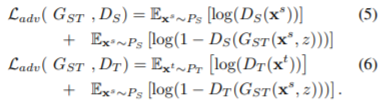 ℒ_adv( G_ST , D_S) = 𝔼_{x^s∼P_S} [log(D_S(x^s))] (5)
+ 𝔼_{x^s∼P_S} [log(1 − D_S(G_ST(x^s, z)))]
ℒ_adv( G_ST , D_T) = 𝔼_{x^t∼P_T} [log(D_T(x^t))] (6)
+ 𝔼_{x^s∼P_S} [log(1 − D_T(G_ST(x^s, z)))] .